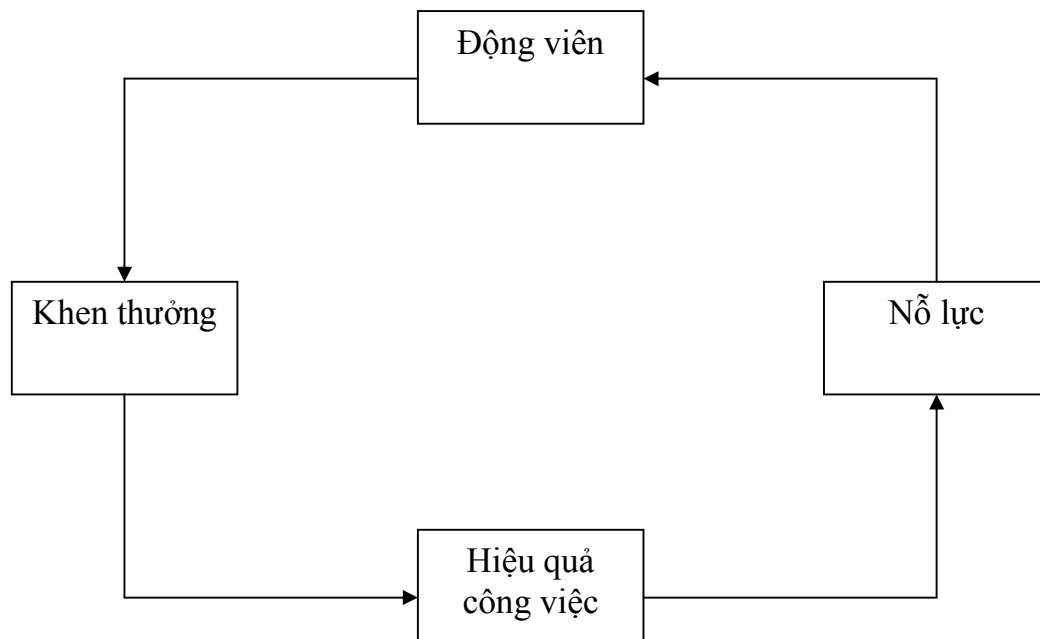 Động viên
Khen thưởng
Nỗ lực
Hiệu quả
công việc